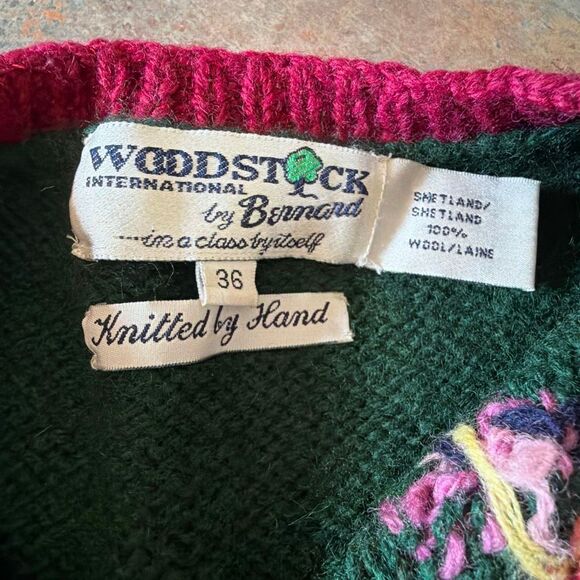 WOODSTOCK
INTERNATIONAL
by Bernard
....in a class by itself
SHETLAND/
SHETLAND
100%
WOOL/LAINE
36
Knitted by Hand